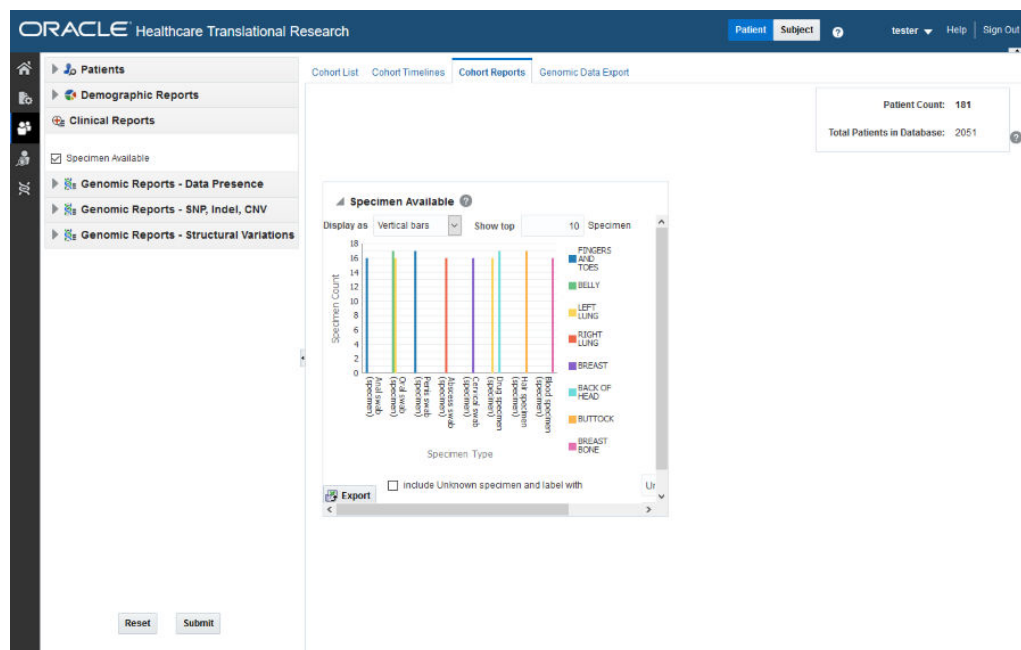 ORACLE Healthcare Translational Research
Patient Subject
tester Help Sign Out
Patients
Demographic Reports
Clinical Reports
Specimen Available
Genomic Reports - Data Presence
Genomic Reports - SNP, Indel, CNV
Genomic Reports - Structural Variations
Reset Submit
Cohort List Cohort Timelines Cohort Reports Genomic Data Export
Patient Count: 181
Total Patients in Database: 2051
Specimen Available
Display as Vertical bars Show top 10 Specimen
Specimen Count
18
16
14
12
10
8
6
4
2
0
Anal swab
(specimen)
Oral swab
(specimen)
Penis swab
(specimen)
Abscess swab
(specimen)
Cervical swab
(specimen)
Drug specimen
(specimen)
Hair specimen
(specimen)
Blood specimen
(specimen)
Specimen Type
FINGERS
AND
TOES
BELLY
LEFT
LUNG
RIGHT
LUNG
BREAST
BACK OF
HEAD
BUTTOCK
BREAST
BONE
include Unknown specimen and label with Ur
Export